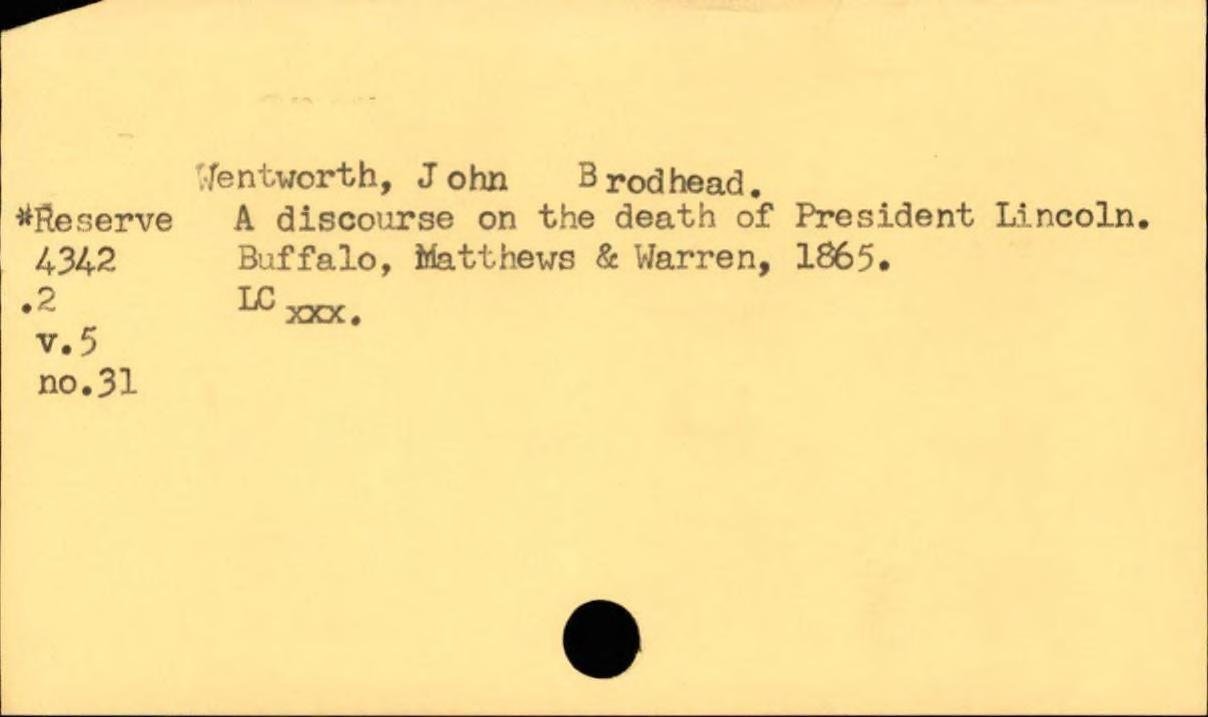 Wentworth, John Brodhead.
*Reserve A discourse on the death of President Lincoln.
4342 Buffalo, Matthews & Warren, 1865.
.2 LC xxx.
v.5
no.31